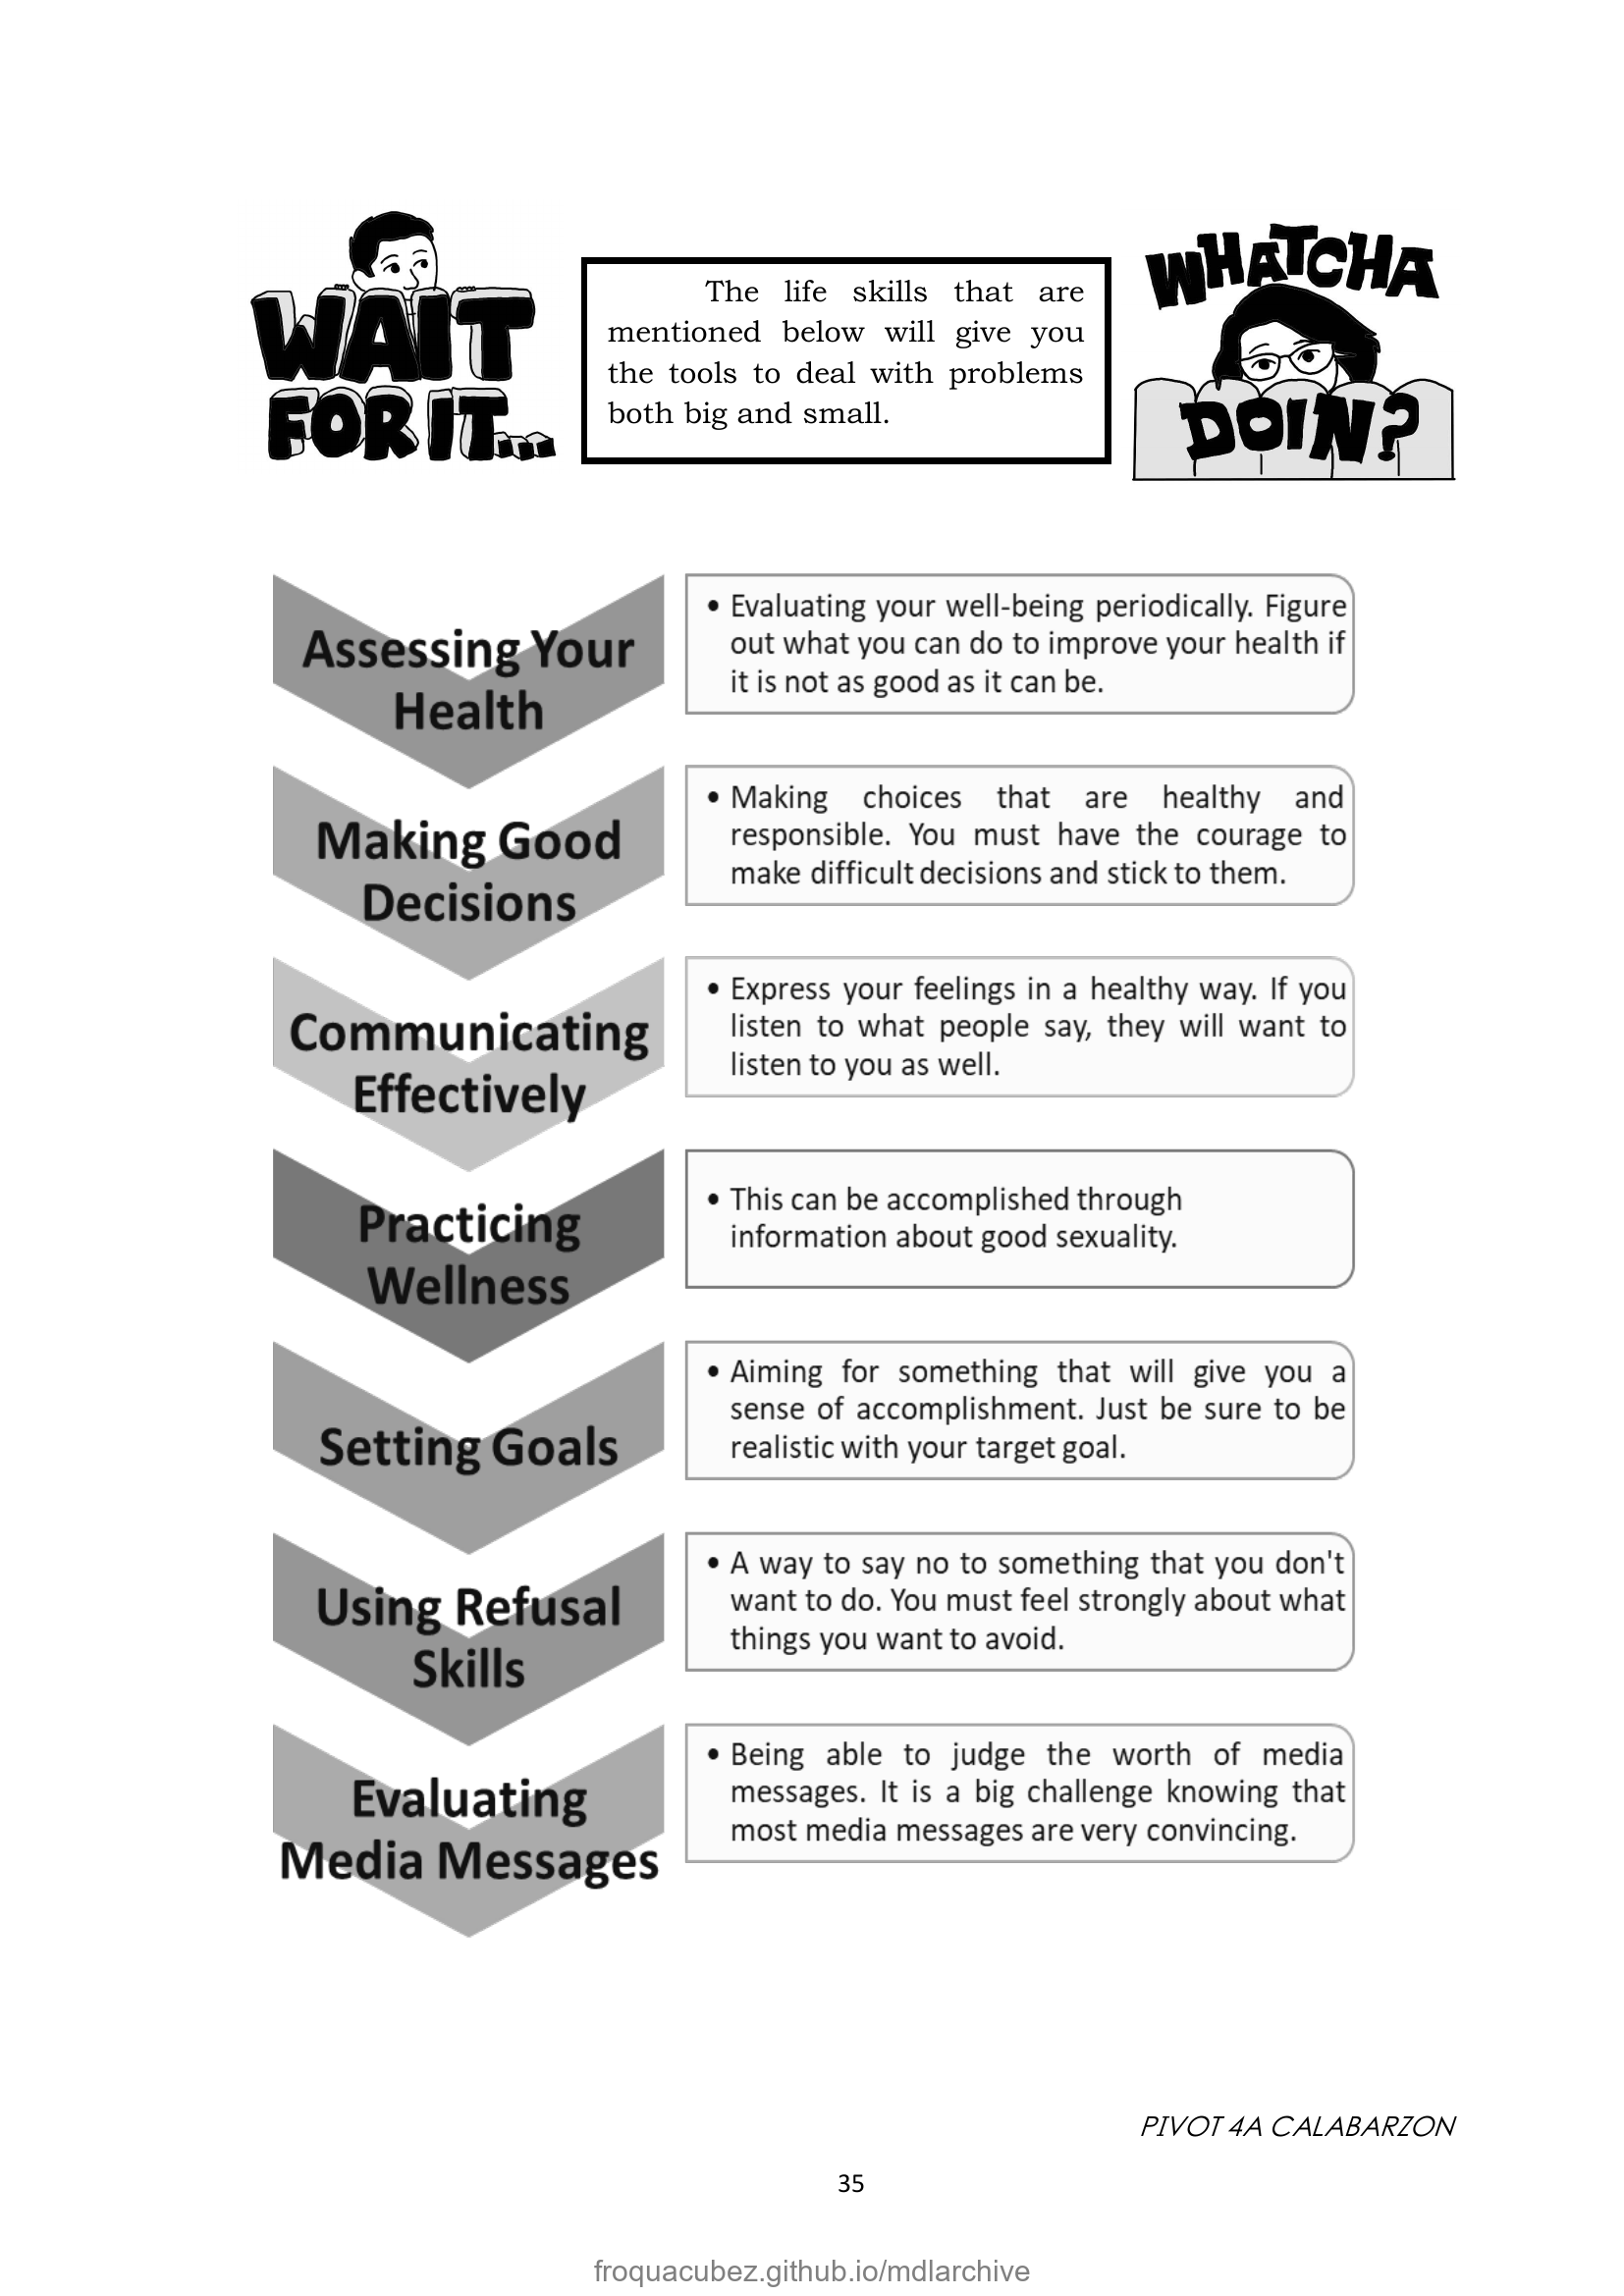 WAIT
FOR IT...
The life skills that are
mentioned below will give you
the tools to deal with problems
both big and small.
WHATCHA
DOIN?
Assessing Your
Health
• Evaluating your well-being periodically. Figure
out what you can do to improve your health if
it is not as good as it can be.
Making Good
Decisions
• Making choices that are healthy and
responsible. You must have the courage to
make difficult decisions and stick to them.
Communicating
Effectively
• Express your feelings in a healthy way. If you
listen to what people say, they will want to
listen to you as well.
Practicing
Wellness
• This can be accomplished through
information about good sexuality.
Setting Goals
• Aiming for something that will give you a
sense of accomplishment. Just be sure to be
realistic with your target goal.
Using Refusal
Skills
• A way to say no to something that you don't
want to do. You must feel strongly about what
things you want to avoid.
Evaluating
Media Messages
• Being able to judge the worth of media
messages. It is a big challenge knowing that
most media messages are very convincing.
PIVOT 4A CALABARZON
35
froquacubez.github.io/mdlarchive